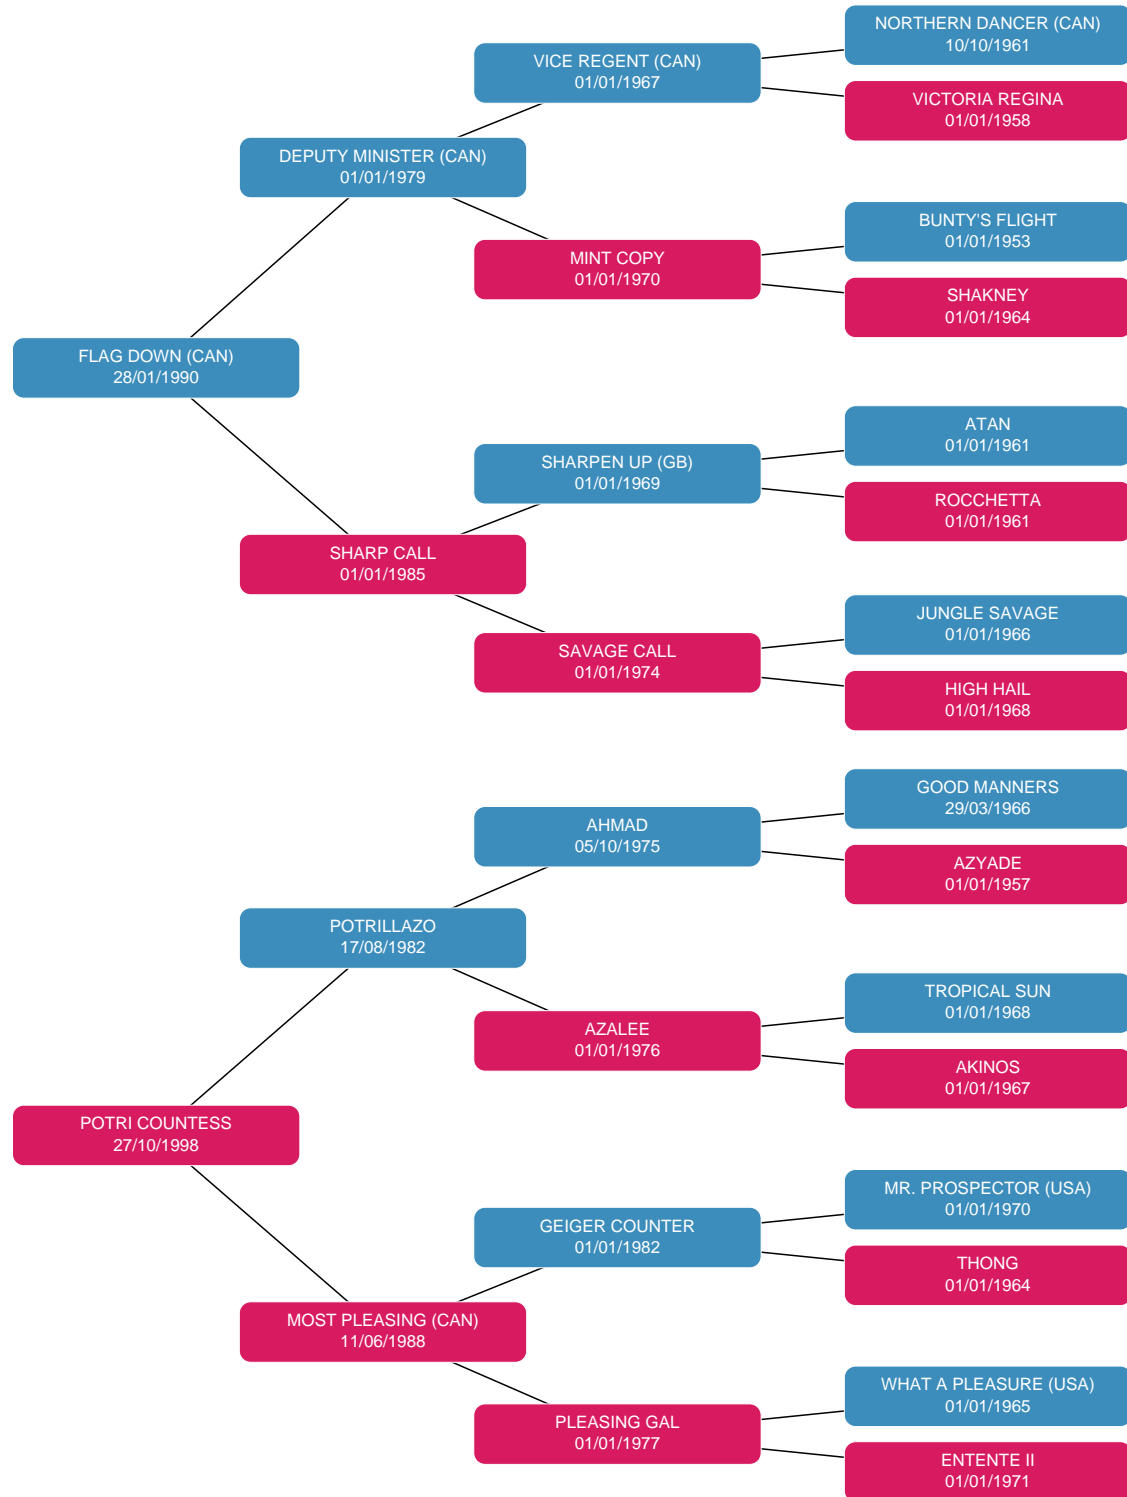 NORTHERN DANCER (CAN)
10/10/1961
VICE REGENT (CAN)
01/01/1967
VICTORIA REGINA
01/01/1958
DEPUTY MINISTER (CAN)
01/01/1979
BUNTY'S FLIGHT
01/01/1953
MINT COPY
01/01/1970
SHAKNEY
01/01/1964
FLAG DOWN (CAN)
28/01/1990
ATAN
01/01/1961
SHARPEN UP (GB)
01/01/1969
ROCCHETTA
01/01/1961
SHARP CALL
01/01/1985
JUNGLE SAVAGE
01/01/1966
SAVAGE CALL
01/01/1974
HIGH HAIL
01/01/1968
GOOD MANNERS
29/03/1966
AHMAD
05/10/1975
AZYADE
01/01/1957
POTRILLAZO
17/08/1982
TROPICAL SUN
01/01/1968
AZALEE
01/01/1976
AKINOS
01/01/1967
POTRI COUNTESS
27/10/1998
MR. PROSPECTOR (USA)
01/01/1970
GEIGER COUNTER
01/01/1982
THONG
01/01/1964
MOST PLEASING (CAN)
11/06/1988
WHAT A PLEASURE (USA)
01/01/1965
PLEASING GAL
01/01/1977
ENTENTE II
01/01/1971